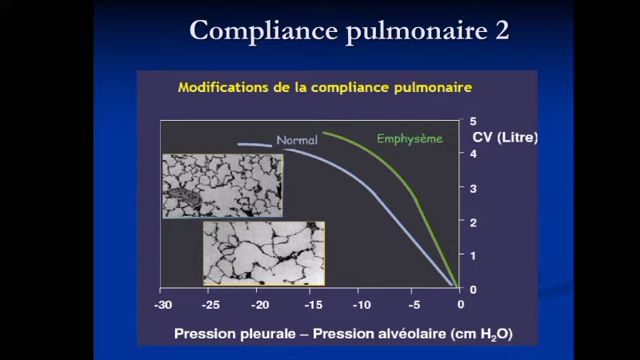 Compliance pulmonaire 2
Modifications de la compliance pulmonaire
5
Normal
Emphysème
CV (Litre)
4
3
2
1
0
-30 -25 -20 -15 -10 -5 0
Pression pleurale – Pression alvéolaire (cm H₂O)